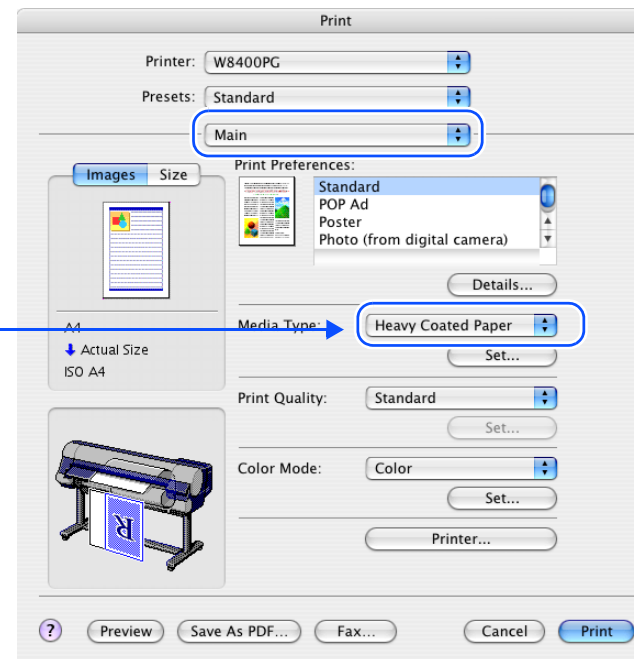 Print
Printer: W8400PG
Presets: Standard
Main
Images Size
Print Preferences:
Standard
POP Ad
Poster
Photo (from digital camera)
Details...
A4
Media Type: Heavy Coated Paper
Actual Size
Set...
ISO A4
Print Quality: Standard
Set...
Color Mode: Color
Set...
Printer...
R
? Preview Save As PDF... Fax... Cancel Print